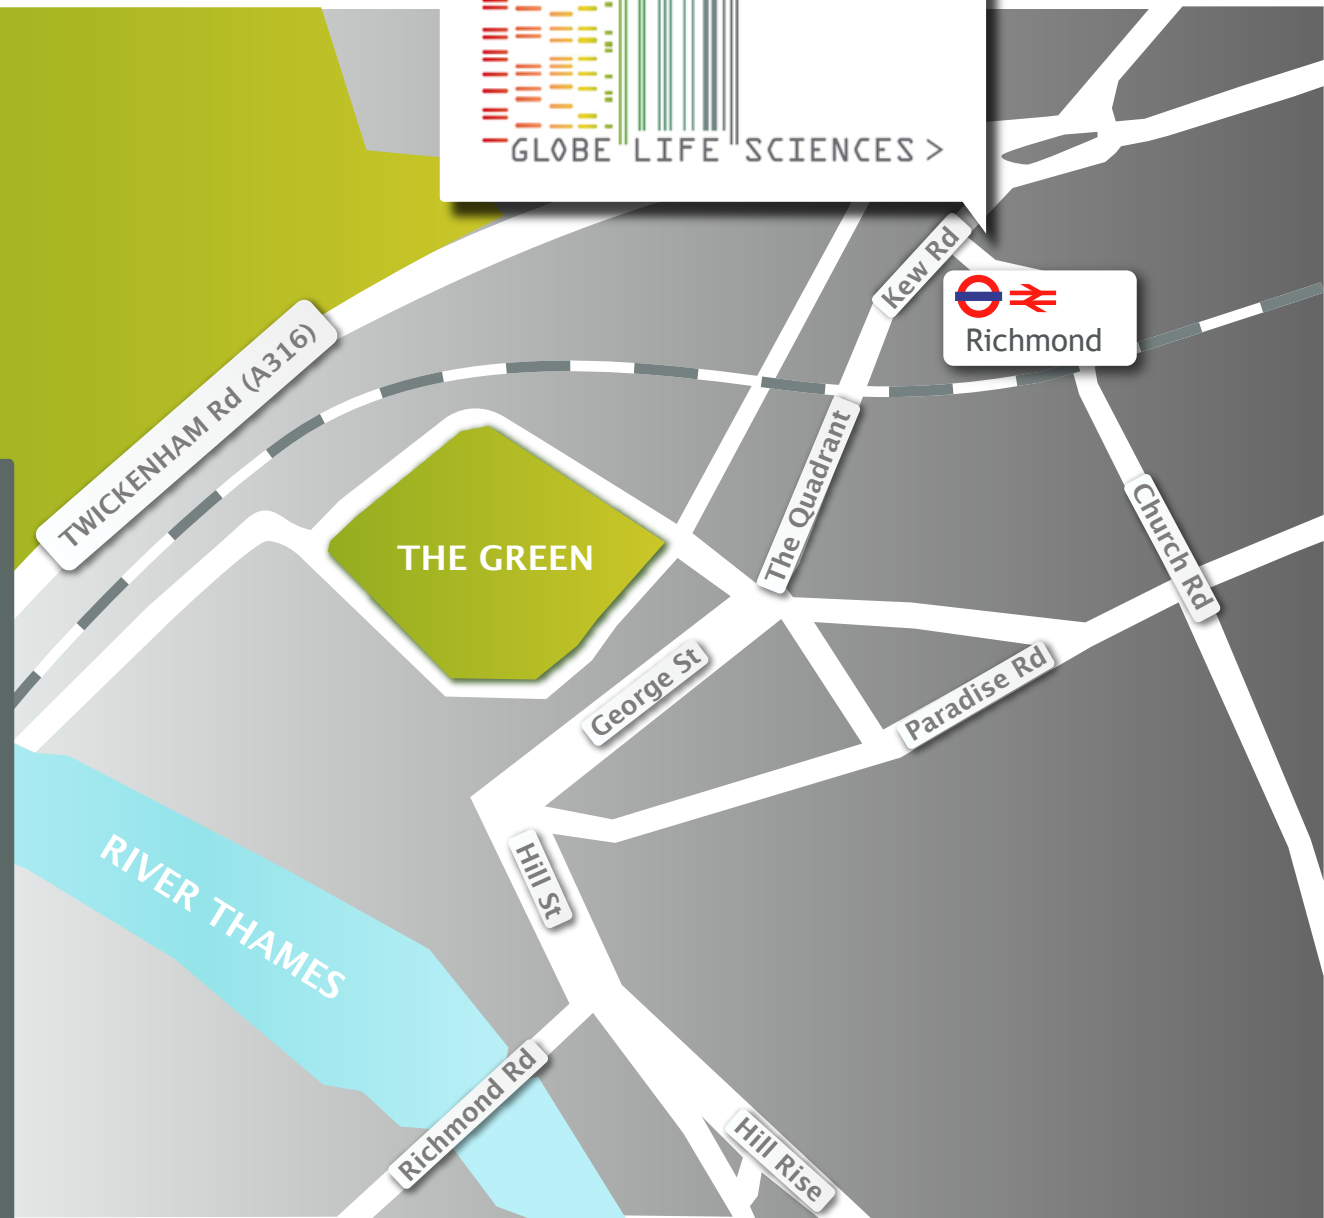 GLOBE LIFE SCIENCES >
Kew Rd
Richmond
TWICKENHAM Rd (A316)
The Quadrant
Church Rd
THE GREEN
George St
Paradise Rd
Hill St
RIVER THAMES
Richmond Rd
Hill Rise